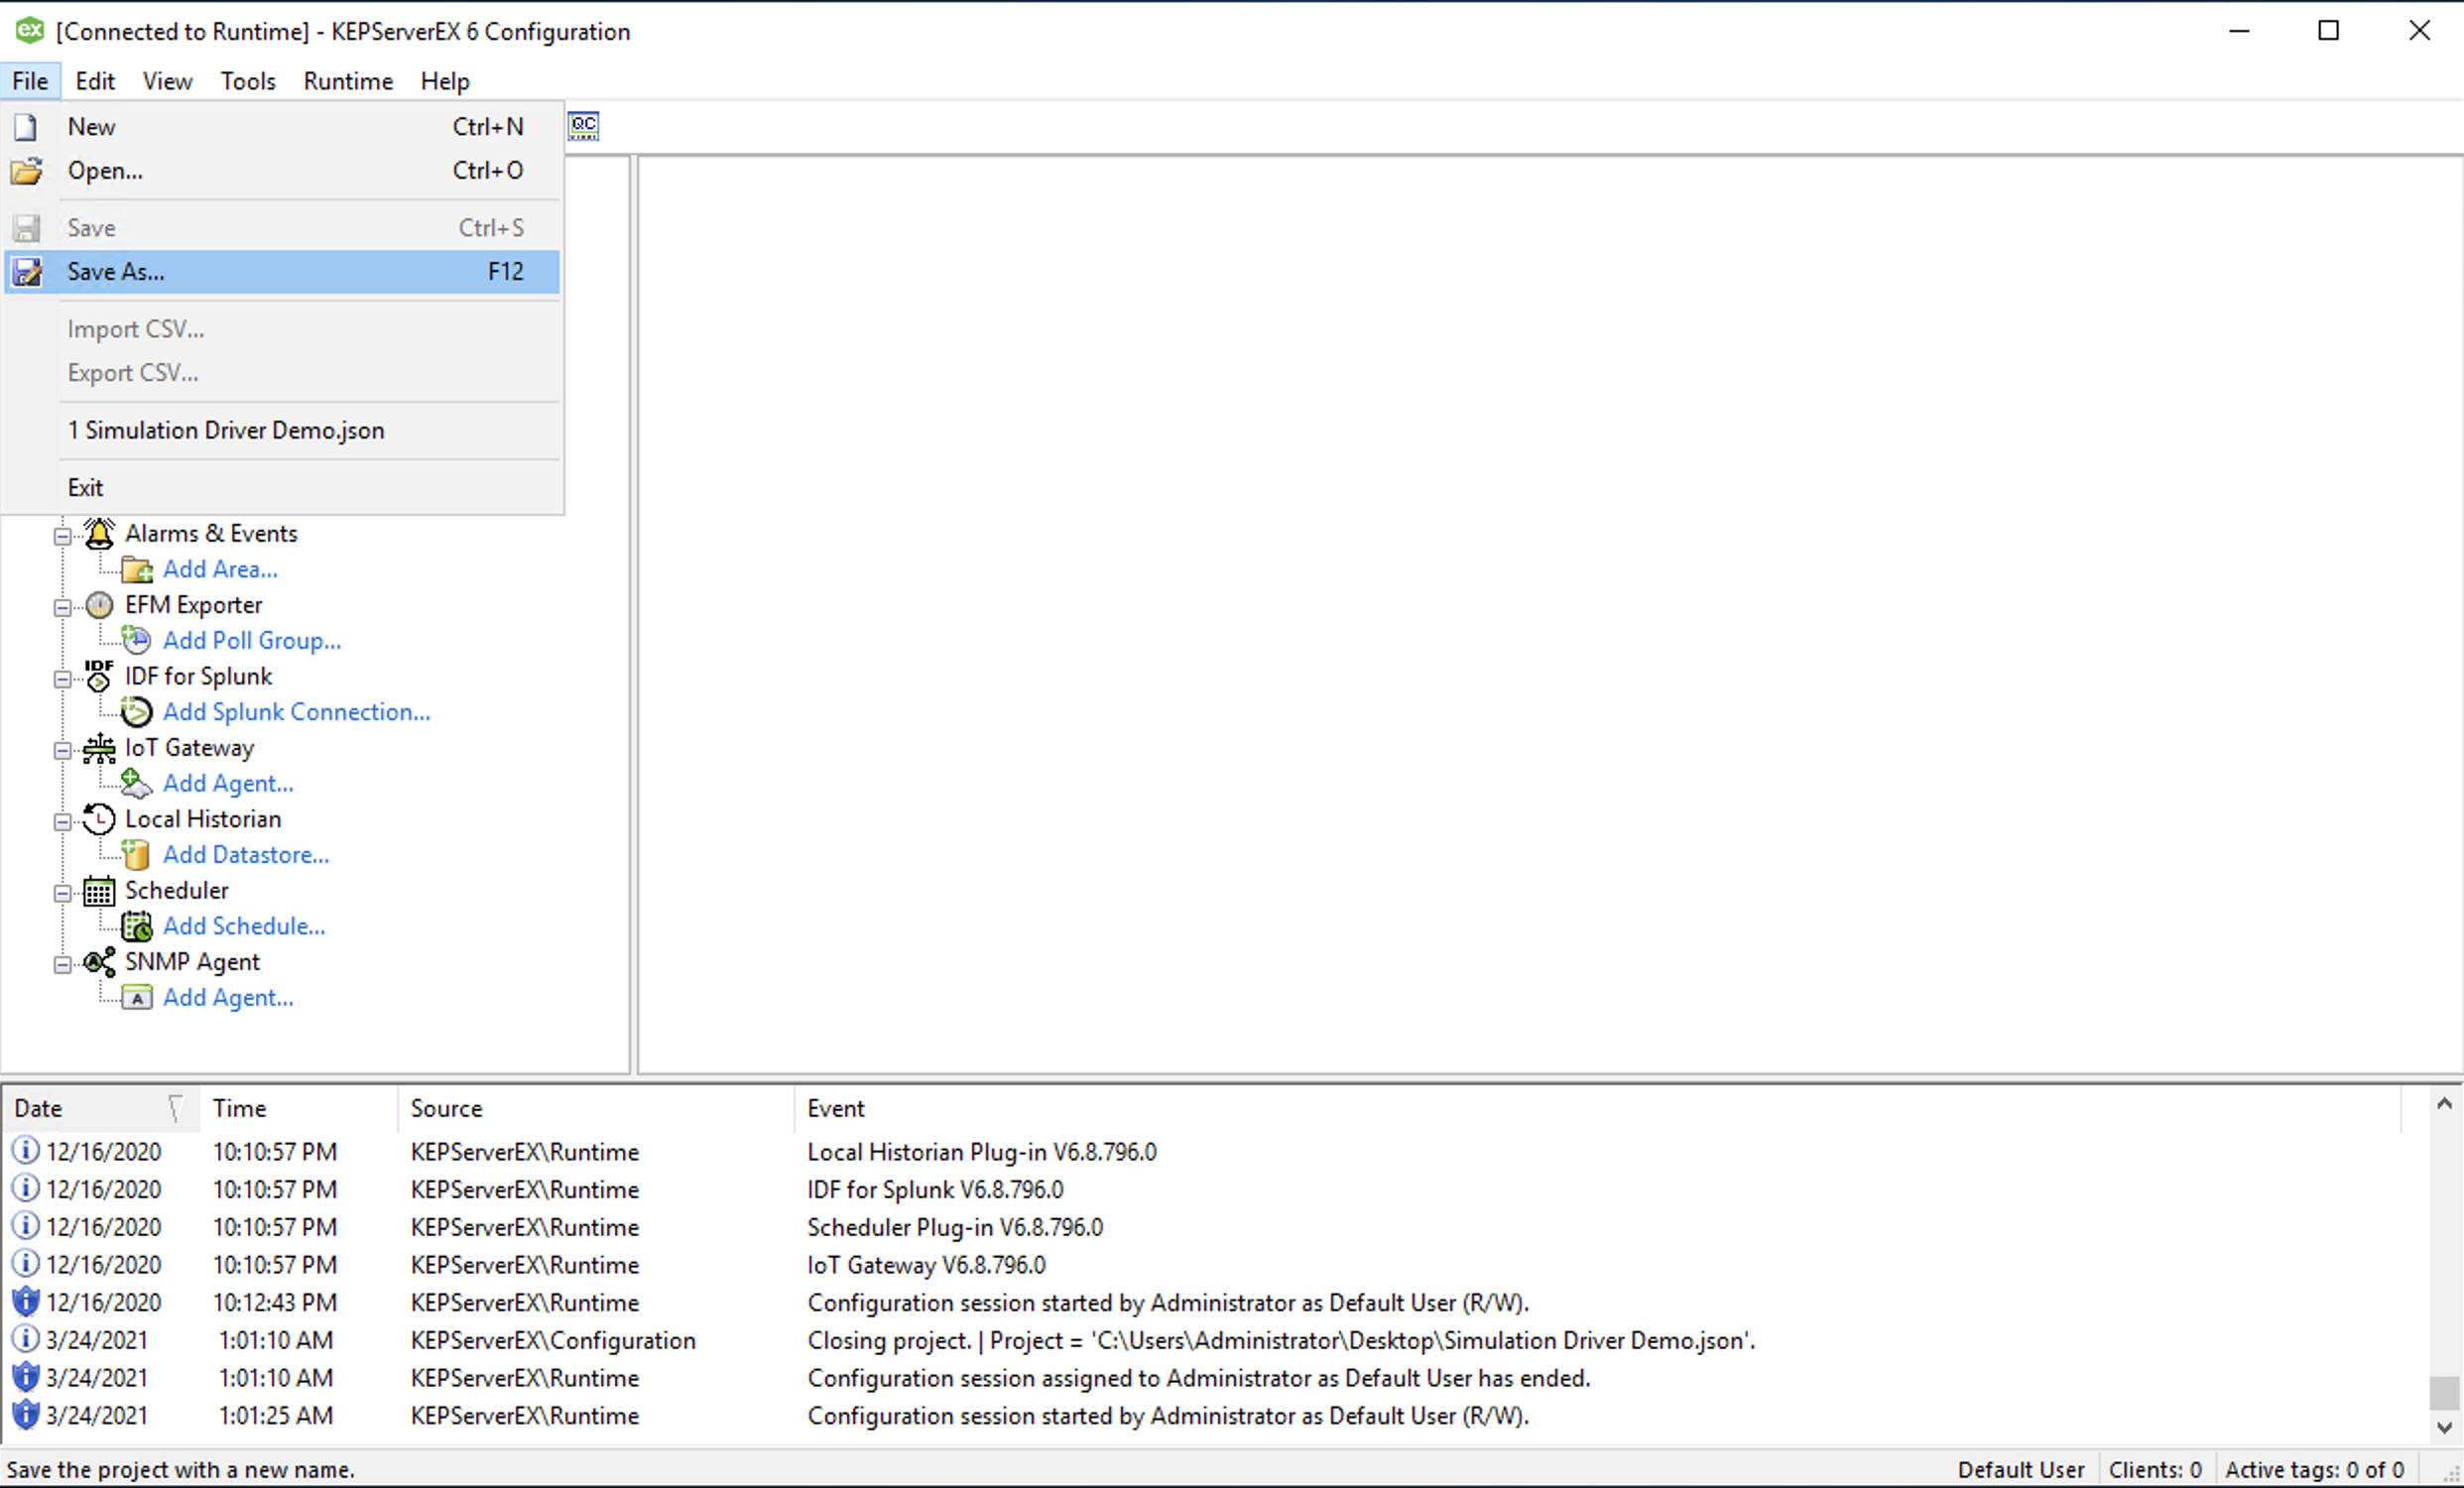 [Connected to Runtime] - KEPServerEX 6 Configuration
File Edit View Tools Runtime Help
New Ctrl+N
Open... Ctrl+O
Save Ctrl+S
Save As... F12
Import CSV...
Export CSV...
1 Simulation Driver Demo.json
Exit
QC
Alarms & Events
Add Area...
EFM Exporter
Add Poll Group...
IDF IDF for Splunk
Add Splunk Connection...
IoT Gateway
Add Agent...
Local Historian
Add Datastore...
Scheduler
Add Schedule...
SNMP Agent
Add Agent...
Date Time Source Event
12/16/2020 10:10:57 PM KEPServerEX\Runtime Local Historian Plug-in V6.8.796.0
12/16/2020 10:10:57 PM KEPServerEX\Runtime IDF for Splunk V6.8.796.0
12/16/2020 10:10:57 PM KEPServerEX\Runtime Scheduler Plug-in V6.8.796.0
12/16/2020 10:10:57 PM KEPServerEX\Runtime IoT Gateway V6.8.796.0
12/16/2020 10:12:43 PM KEPServerEX\Runtime Configuration session started by Administrator as Default User (R/W).
3/24/2021 1:01:10 AM KEPServerEX\Configuration Closing project. | Project = 'C:\Users\Administrator\Desktop\Simulation Driver Demo.json'.
3/24/2021 1:01:10 AM KEPServerEX\Runtime Configuration session assigned to Administrator as Default User has ended.
3/24/2021 1:01:25 AM KEPServerEX\Runtime Configuration session started by Administrator as Default User (R/W).
Save the project with a new name. Default User Clients: 0 Active tags: 0 of 0